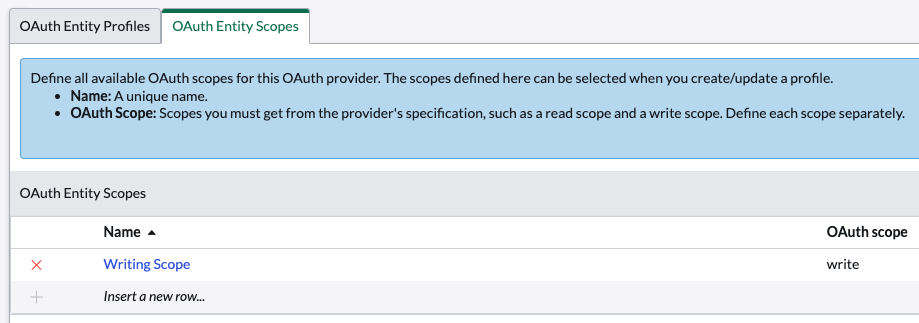 OAuth Entity Profiles
OAuth Entity Scopes
Define all available OAuth scopes for this OAuth provider. The scopes defined here can be selected when you create/update a profile.
• Name: A unique name.
• OAuth Scope: Scopes you must get from the provider's specification, such as a read scope and a write scope. Define each scope separately.
OAuth Entity Scopes
Name ▲ OAuth scope
Writing Scope write
Insert a new row...